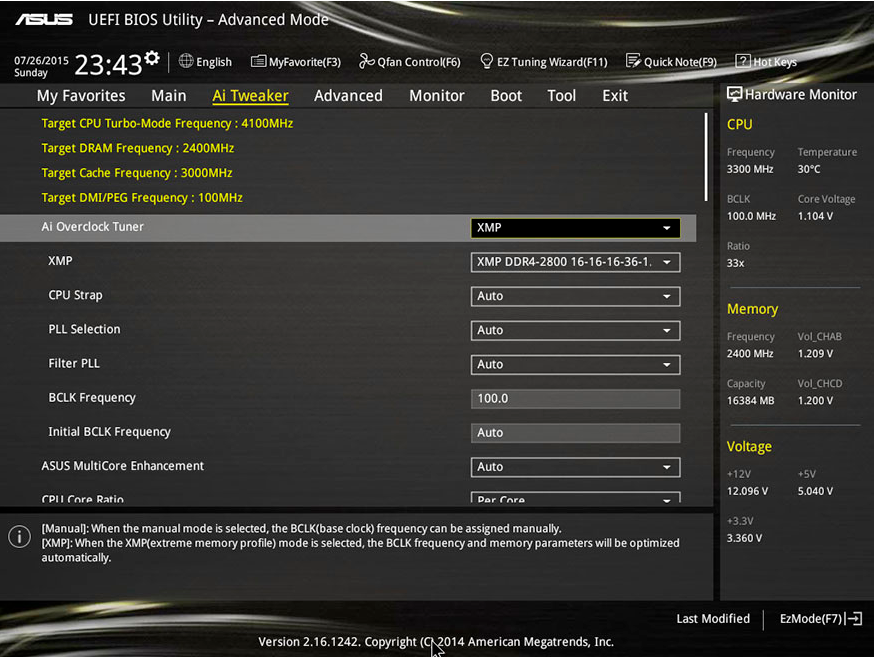 ASUS UEFI BIOS Utility – Advanced Mode
07/26/2015
Sunday
23:43
English
MyFavorite(F3)
Qfan Control(F6)
EZ Tuning Wizard(F11)
Quick Note(F9)
? Hot Keys
My Favorites Main Ai Tweaker Advanced Monitor Boot Tool Exit
Target CPU Turbo-Mode Frequency : 4100MHz
Target DRAM Frequency : 2400MHz
Target Cache Frequency : 3000MHz
Target DMI/PEG Frequency : 100MHz
Ai Overclock Tuner XMP
XMP XMP DDR4-2800 16-16-16-36-1.
CPU Strap Auto
PLL Selection Auto
Filter PLL Auto
BCLK Frequency 100.0
Initial BCLK Frequency Auto
ASUS MultiCore Enhancement Auto
CPU Core Ratio Per Core
[Manual]: When the manual mode is selected, the BCLK(base clock) frequency can be assigned manually.
[XMP]: When the XMP(extreme memory profile) mode is selected, the BCLK frequency and memory parameters will be optimized
automatically.
Hardware Monitor
CPU
Frequency Temperature
3300 MHz 30°C
BCLK Core Voltage
100.0 MHz 1.104 V
Ratio
33x
Memory
Frequency Vol_CHAB
2400 MHz 1.209 V
Capacity Vol_CHCD
16384 MB 1.200 V
Voltage
+12V +5V
12.096 V 5.040 V
+3.3V
3.360 V
Last Modified EzMode(F7)
Version 2.16.1242. Copyright (C) 2014 American Megatrends, Inc.